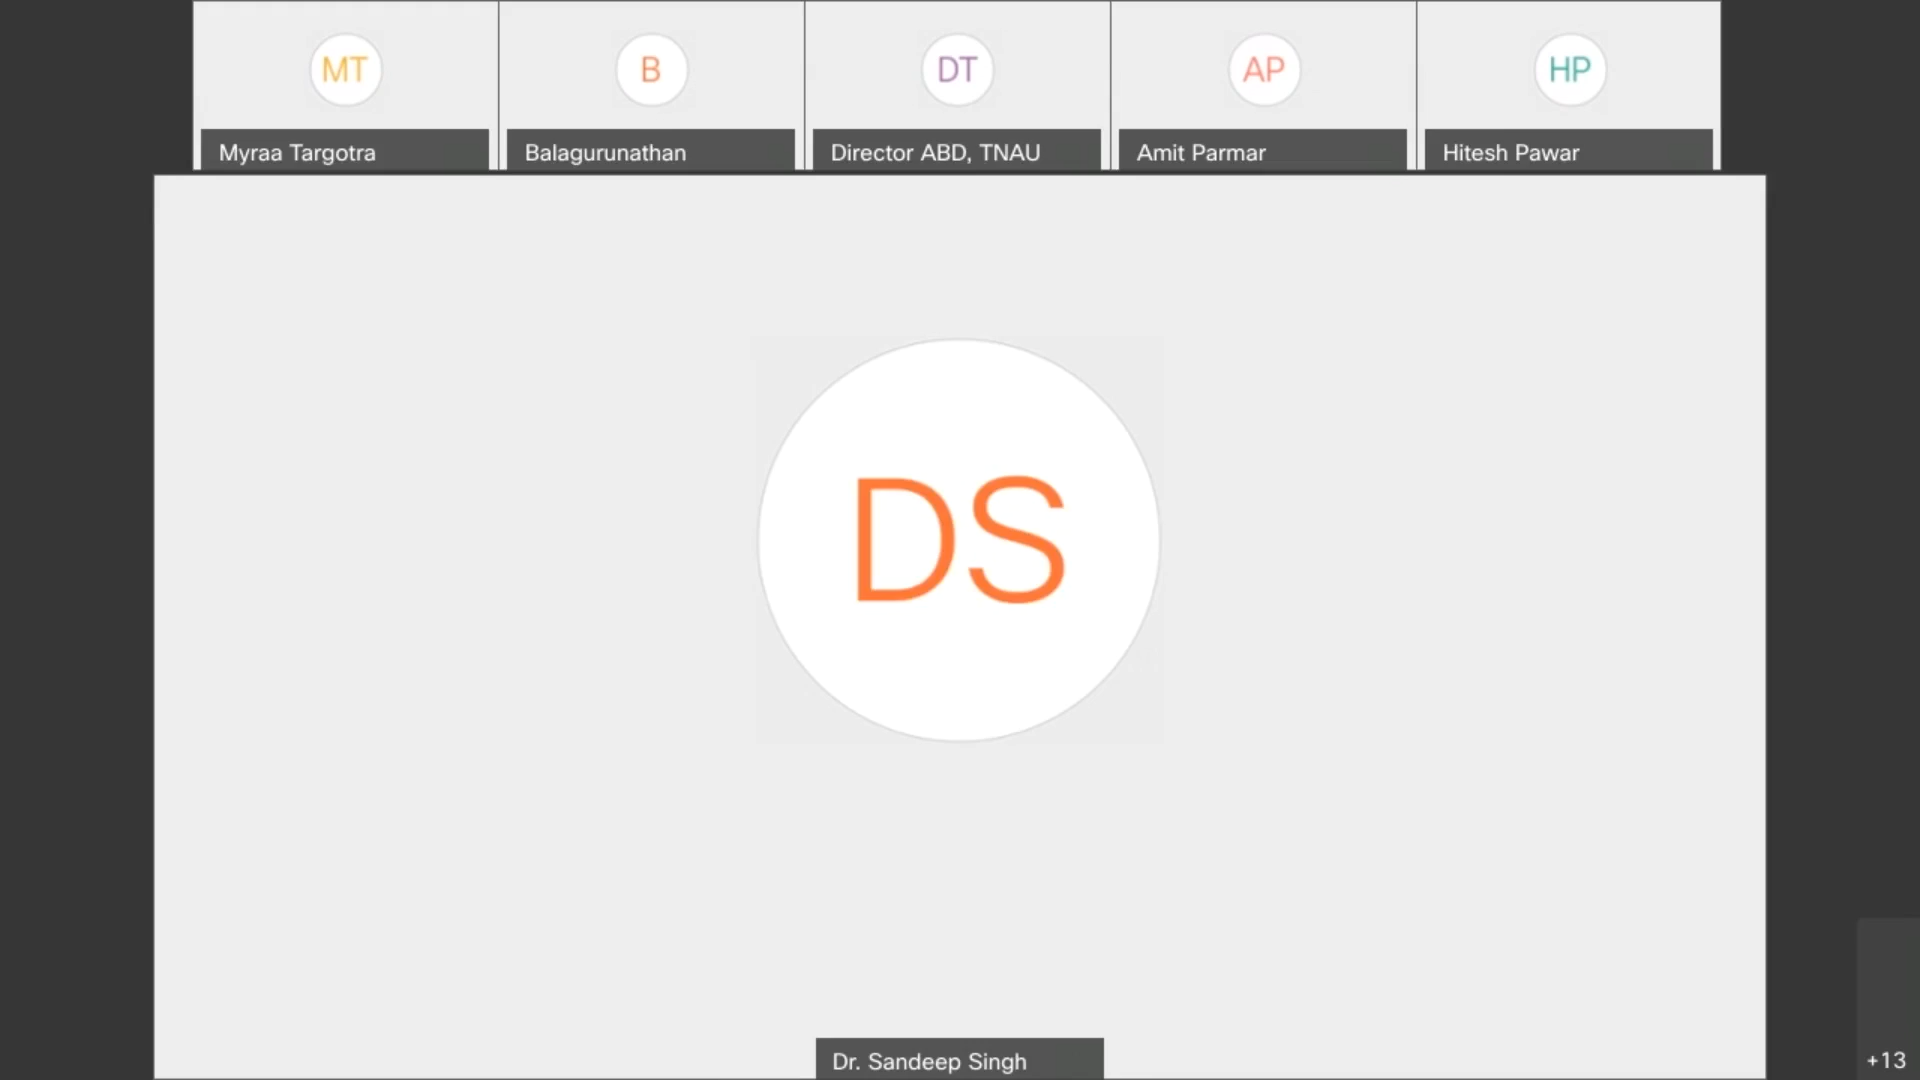 MT
B
DT
AP
HP
Myraa Targotra
Balagurunathan
Director ABD, TNAU
Amit Parmar
Hitesh Pawar
DS
Dr. Sandeep Singh
+13